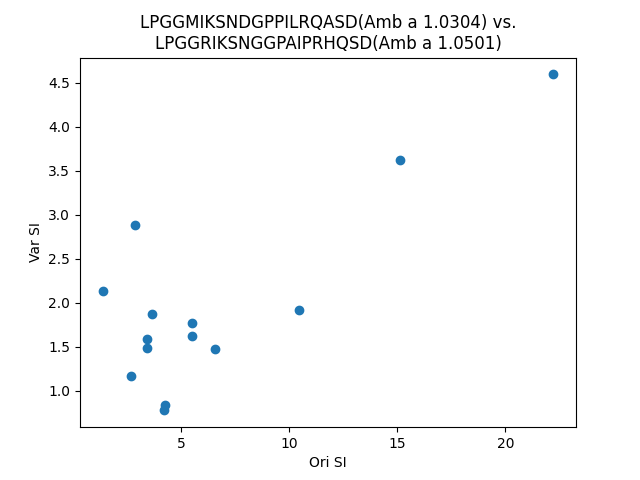 LPGGMIKSNDGPPILRQASD(Amb a 1.0304) vs.
LPGGRIKSNGGPAIPRHQSD(Amb a 1.0501)
4.5
4.0
3.5
3.0
2.5
2.0
1.5
1.0
Var SI
5 10 15 20
Ori SI